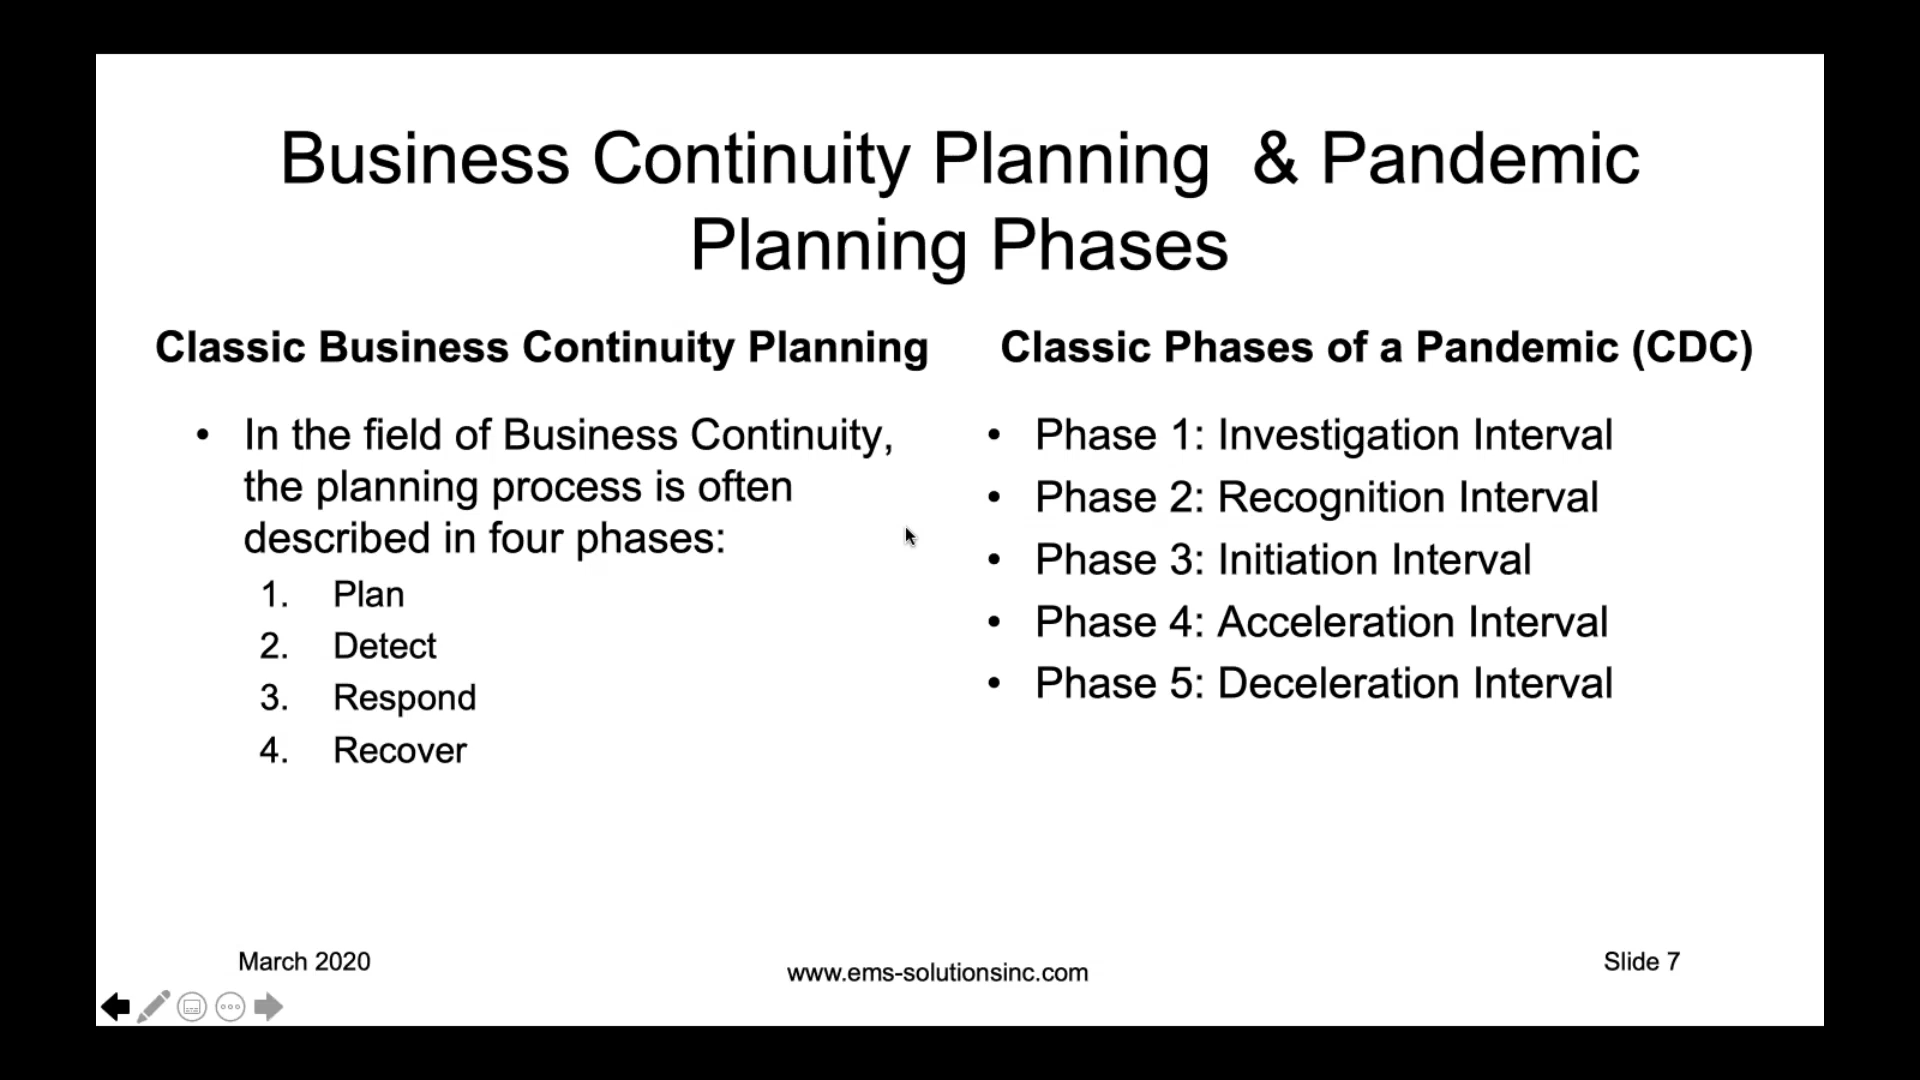 Business Continuity Planning  & Pandemic
Planning Phases
Classic Business Continuity Planning
• In the field of Business Continuity,
the planning process is often
described in four phases:
1. Plan
2. Detect
3. Respond
4. Recover
Classic Phases of a Pandemic (CDC)
• Phase 1: Investigation Interval
• Phase 2: Recognition Interval
• Phase 3: Initiation Interval
• Phase 4: Acceleration Interval
• Phase 5: Deceleration Interval
March 2020
www.ems-solutionsinc.com
Slide 7